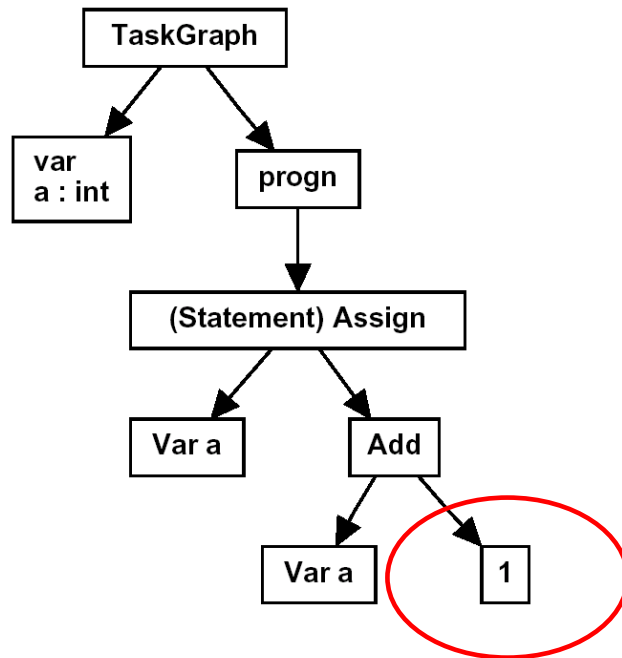 TaskGraph
var
a : int
progn
(Statement) Assign
Var a
Add
Var a
1